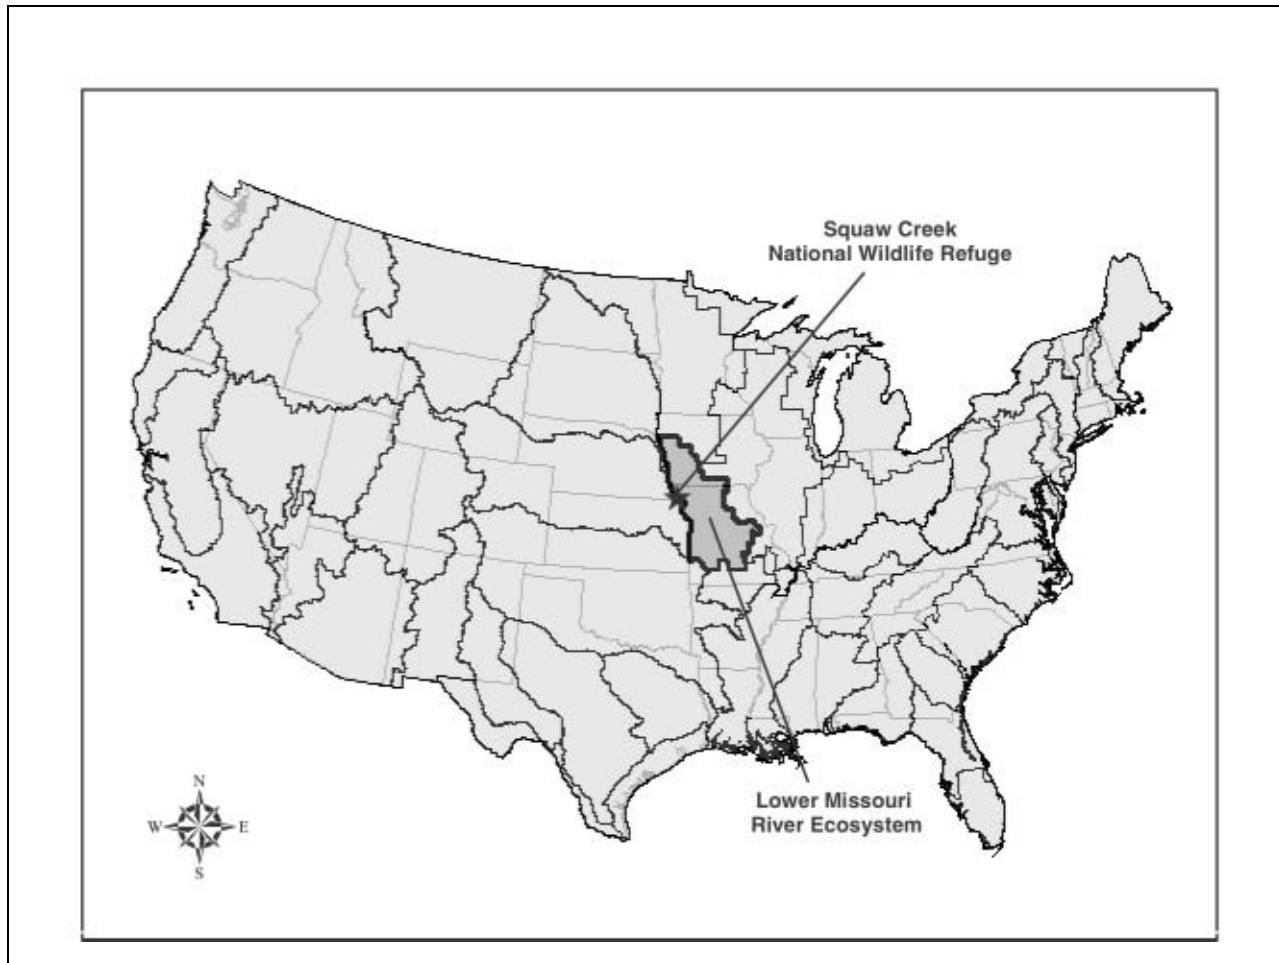 Squaw Creek
National Wildlife Refuge
Lower Missouri
River Ecosystem
N
W
E
S